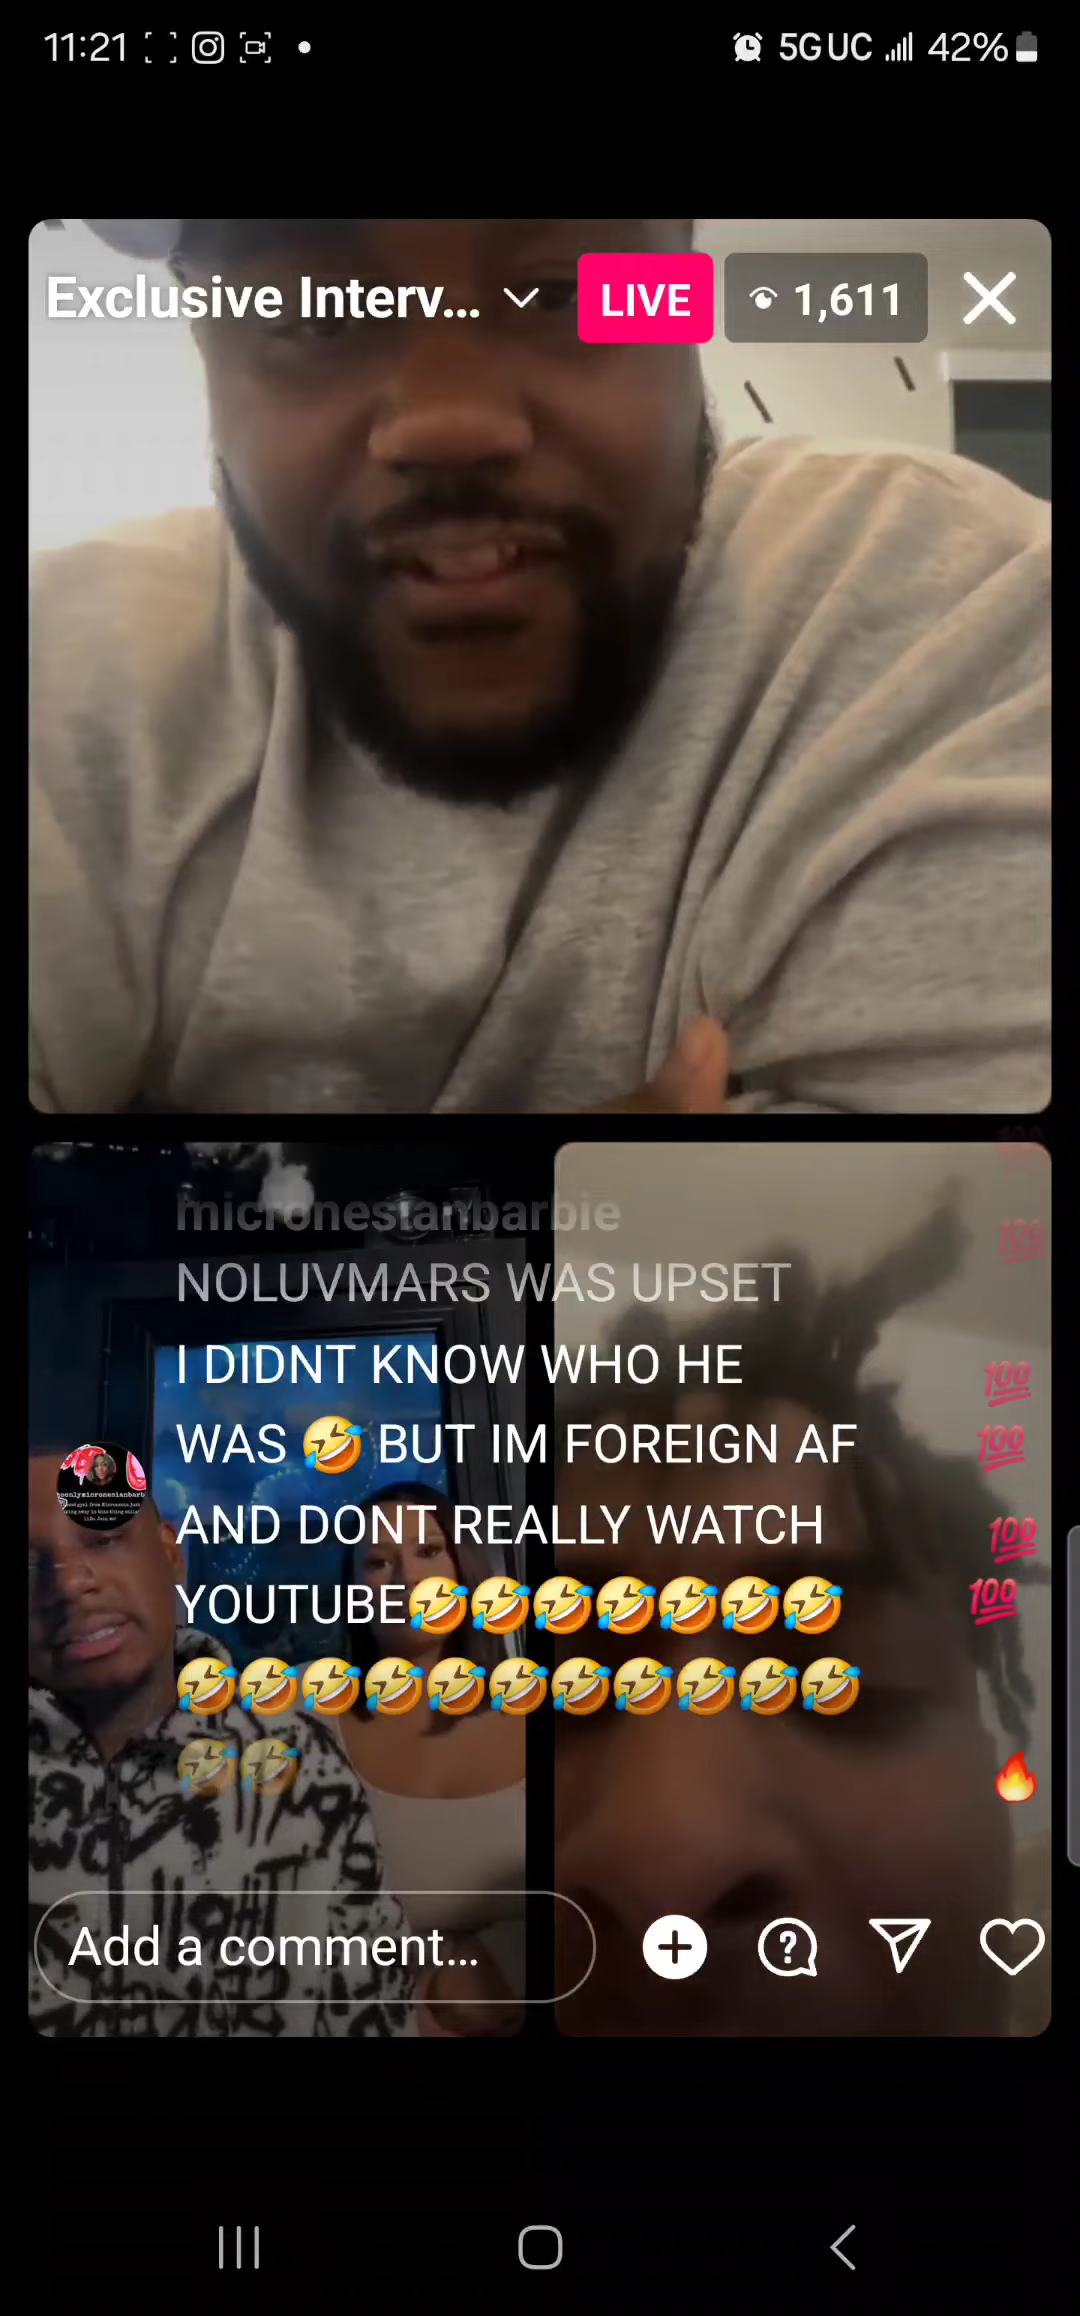 11:21
5G UC
42%
Exclusive Interv...
LIVE
1,611
micronesianbarbie
NOLUVMARS WAS UPSET
I DIDNT KNOW WHO HE
WAS 🤣 BUT IM FOREIGN AF
AND DONT REALLY WATCH
YOUTUBE🤣🤣🤣🤣🤣🤣🤣
🤣🤣🤣🤣🤣🤣🤣🤣🤣🤣🤣
🤣🤣
Add a comment...